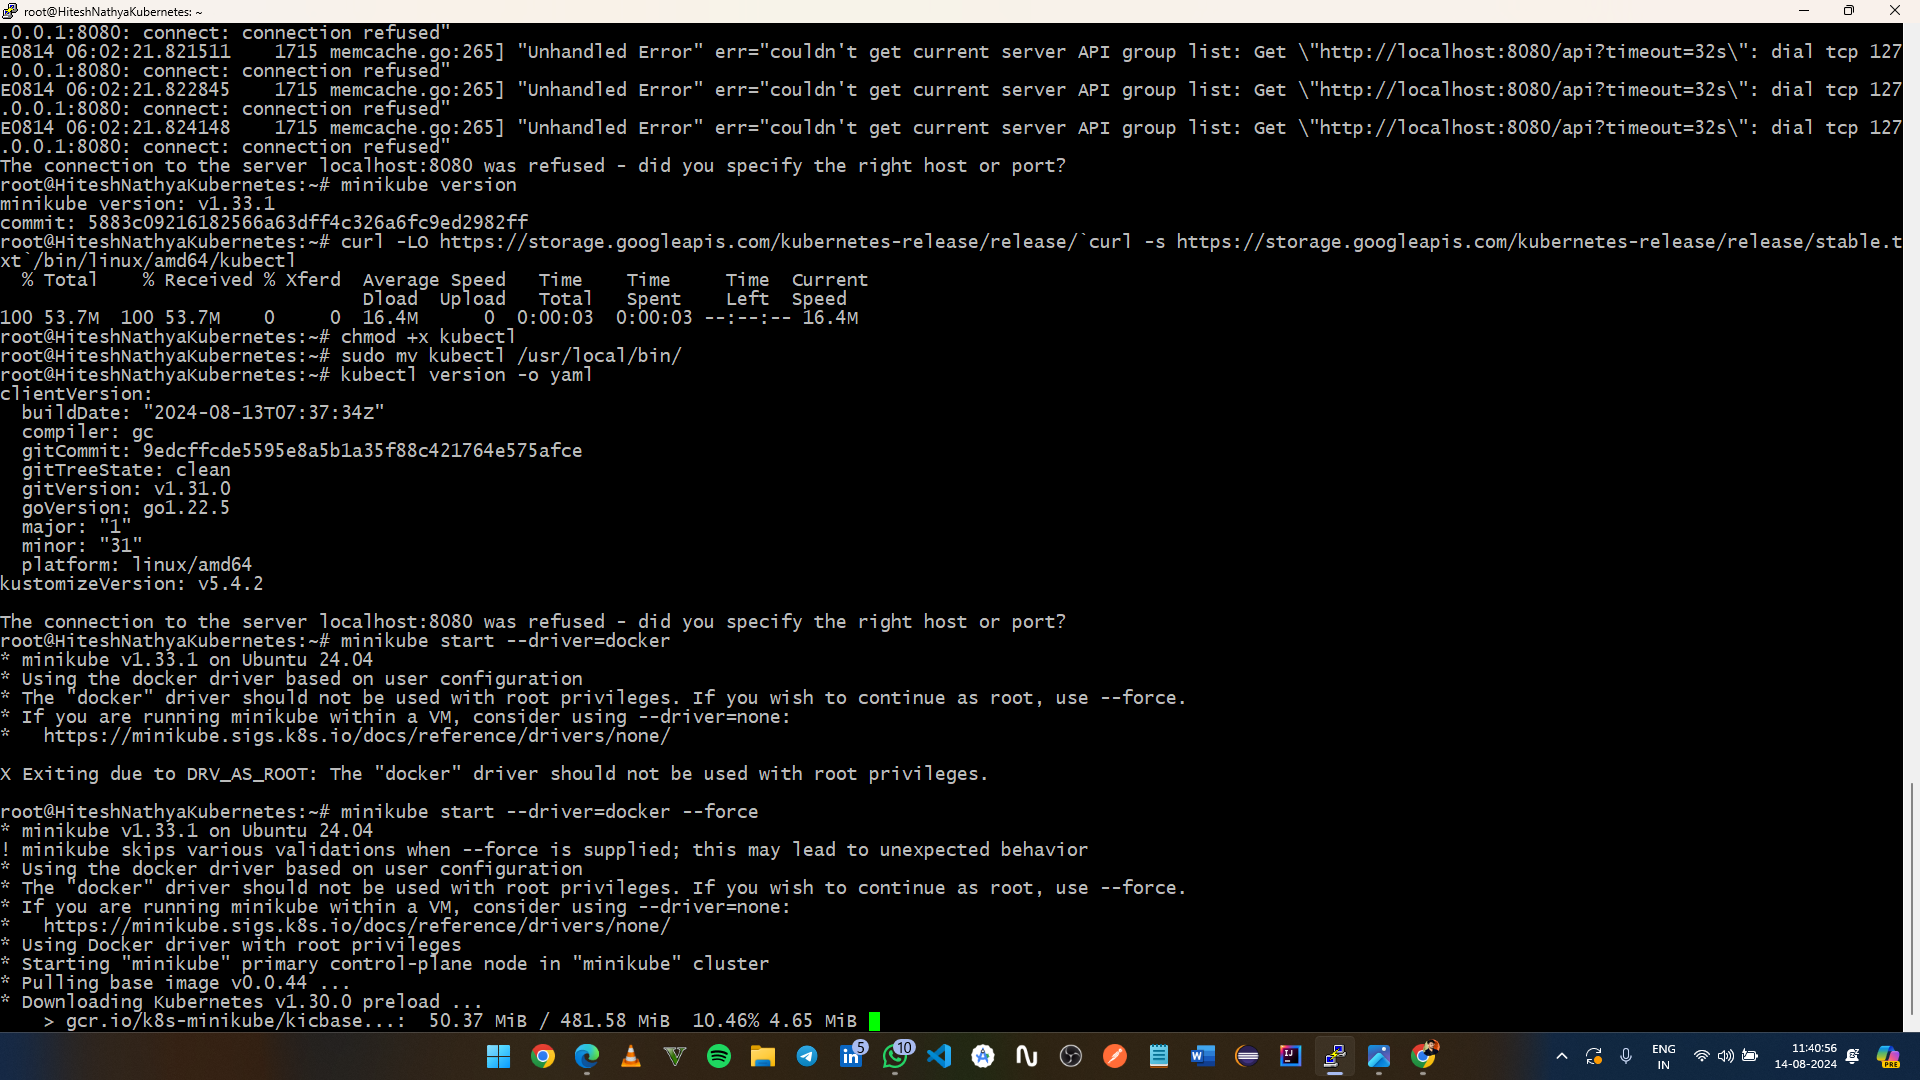 root@HiteshNathyaKubernetes: ~
.0.0.1:8080: connect: connection refused"
E0814 06:02:21.821511    1715 memcache.go:265] "Unhandled Error" err="couldn't get current server API group list: Get \"http://localhost:8080/api?timeout=32s\": dial tcp 127
.0.0.1:8080: connect: connection refused"
E0814 06:02:21.822845    1715 memcache.go:265] "Unhandled Error" err="couldn't get current server API group list: Get \"http://localhost:8080/api?timeout=32s\": dial tcp 127
.0.0.1:8080: connect: connection refused"
E0814 06:02:21.824148    1715 memcache.go:265] "Unhandled Error" err="couldn't get current server API group list: Get \"http://localhost:8080/api?timeout=32s\": dial tcp 127
.0.0.1:8080: connect: connection refused"
The connection to the server localhost:8080 was refused - did you specify the right host or port?
root@HiteshNathyaKubernetes:~# minikube version
minikube version: v1.33.1
commit: 5883c09216182566a63dff4c326a6fc9ed2982ff
root@HiteshNathyaKubernetes:~# curl -LO https://storage.googleapis.com/kubernetes-release/release/`curl -s https://storage.googleapis.com/kubernetes-release/release/stable.t
xt`/bin/linux/amd64/kubectl
  % Total    % Received % Xferd  Average Speed   Time    Time     Time  Current
                                 Dload  Upload   Total   Spent    Left  Speed
100 53.7M  100 53.7M    0     0  16.4M      0  0:00:03  0:00:03 --:--:-- 16.4M
root@HiteshNathyaKubernetes:~# chmod +x kubectl
root@HiteshNathyaKubernetes:~# sudo mv kubectl /usr/local/bin/
root@HiteshNathyaKubernetes:~# kubectl version -o yaml
clientVersion:
  buildDate: "2024-08-13T07:37:34Z"
  compiler: gc
  gitCommit: 9edcffcde5595e8a5b1a35f88c421764e575afce
  gitTreeState: clean
  gitVersion: v1.31.0
  goVersion: go1.22.5
  major: "1"
  minor: "31"
  platform: linux/amd64
kustomizeVersion: v5.4.2
The connection to the server localhost:8080 was refused - did you specify the right host or port?
root@HiteshNathyaKubernetes:~# minikube start --driver=docker
* minikube v1.33.1 on Ubuntu 24.04
* Using the docker driver based on user configuration
* The "docker" driver should not be used with root privileges. If you wish to continue as root, use --force.
* If you are running minikube within a VM, consider using --driver=none:
*   https://minikube.sigs.k8s.io/docs/reference/drivers/none/
X Exiting due to DRV_AS_ROOT: The "docker" driver should not be used with root privileges.
root@HiteshNathyaKubernetes:~# minikube start --driver=docker --force
* minikube v1.33.1 on Ubuntu 24.04
! minikube skips various validations when --force is supplied; this may lead to unexpected behavior
* Using the docker driver based on user configuration
* The "docker" driver should not be used with root privileges. If you wish to continue as root, use --force.
* If you are running minikube within a VM, consider using --driver=none:
*   https://minikube.sigs.k8s.io/docs/reference/drivers/none/
* Using Docker driver with root privileges
* Starting "minikube" primary control-plane node in "minikube" cluster
* Pulling base image v0.0.44 ...
* Downloading Kubernetes v1.30.0 preload ...
    > gcr.io/k8s-minikube/kicbase...:  50.37 MiB / 481.58 MiB  10.46% 4.65 MiB
5
10
ENG
IN
11:40:56
14-08-2024
PRE